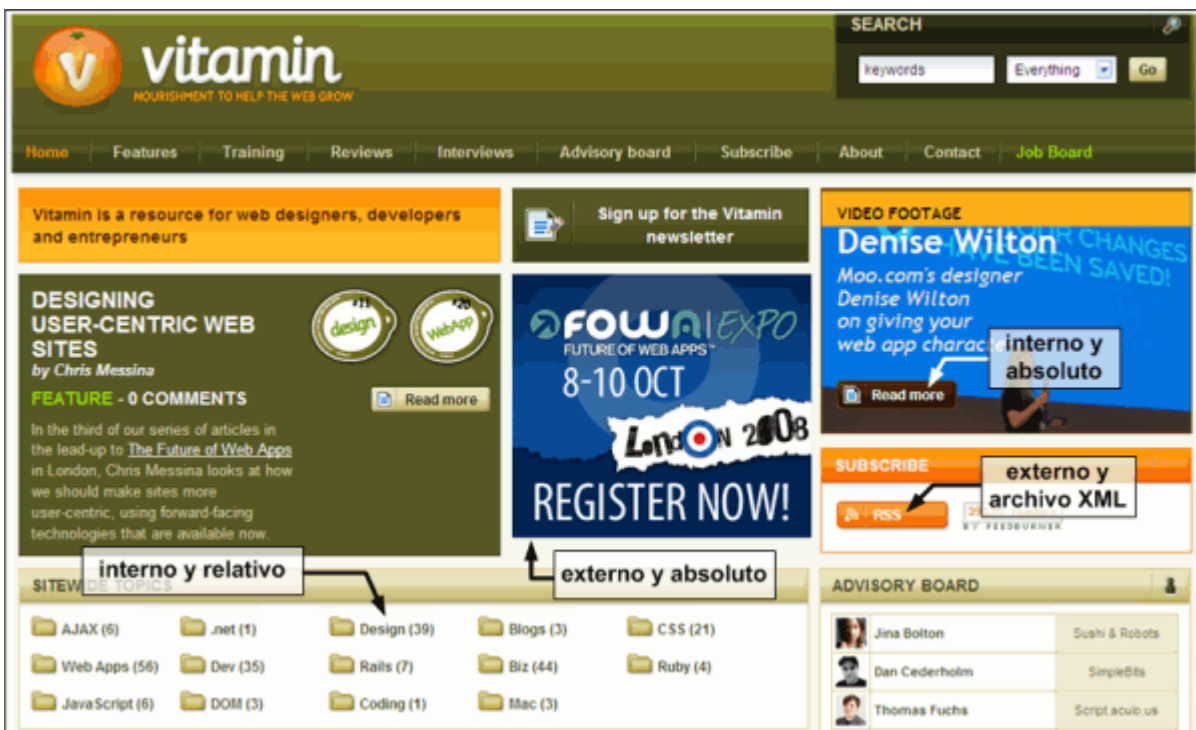 SEARCH
vitamin
NOURISHMENT TO HELP THE WEB GROW
keywords Everything Go
Home Features Training Reviews Interviews Advisory board Subscribe About Contact Job Board
Vitamin is a resource for web designers, developers
and entrepreneurs
Sign up for the Vitamin
newsletter
VIDEO FOOTAGE
Denise Wilton
YOUR CHANGES
HAVE BEEN SAVED!
Moo.com's designer
Denise Wilton
on giving your
web app
interno y
absoluto
Read more
DESIGNING
USER-CENTRIC WEB
SITES
by Chris Messina
#11
design
#20
WebApp
FEATURE - 0 COMMENTS
Read more
In the third of our series of articles in
the lead-up to The Future of Web Apps
in London, Chris Messina looks at how
we should make sites more
user-centric, using forward-facing
technologies that are available now.
FOWA EXPO
FUTURE OF WEB APPS
8-10 OCT
LONDON 2008
REGISTER NOW!
SUBSCRIBE
externo y
archivo XML
RSS
BY FEEDBURNER
interno y relativo
externo y absoluto
SITEWIDE TOPICS
AJAX (6) .net (1) Design (39) Blogs (3) CSS (21)
Web Apps (56) Dev (35) Rails (7) Biz (44) Ruby (4)
JavaScript (6) DOM (3) Coding (1) Mac (3)
ADVISORY BOARD
Jina Bolton Sushi & Robots
Dan Cederholm SimpleBits
Thomas Fuchs Script.aculo.us